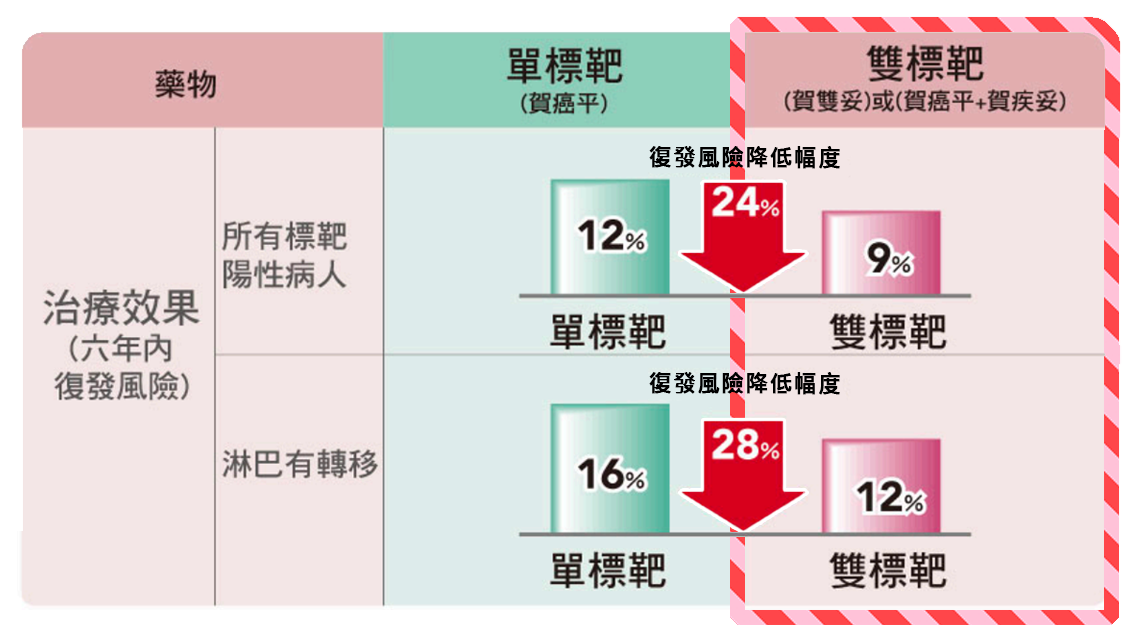 藥物
單標靶
(賀癌平)
雙標靶
(賀雙妥)或(賀癌平+賀疾妥)
治療效果
(六年內
復發風險)
所有標靶
陽性病人
復發風險降低幅度
12%
24%
9%
單標靶
雙標靶
淋巴有轉移
復發風險降低幅度
16%
28%
12%
單標靶
雙標靶